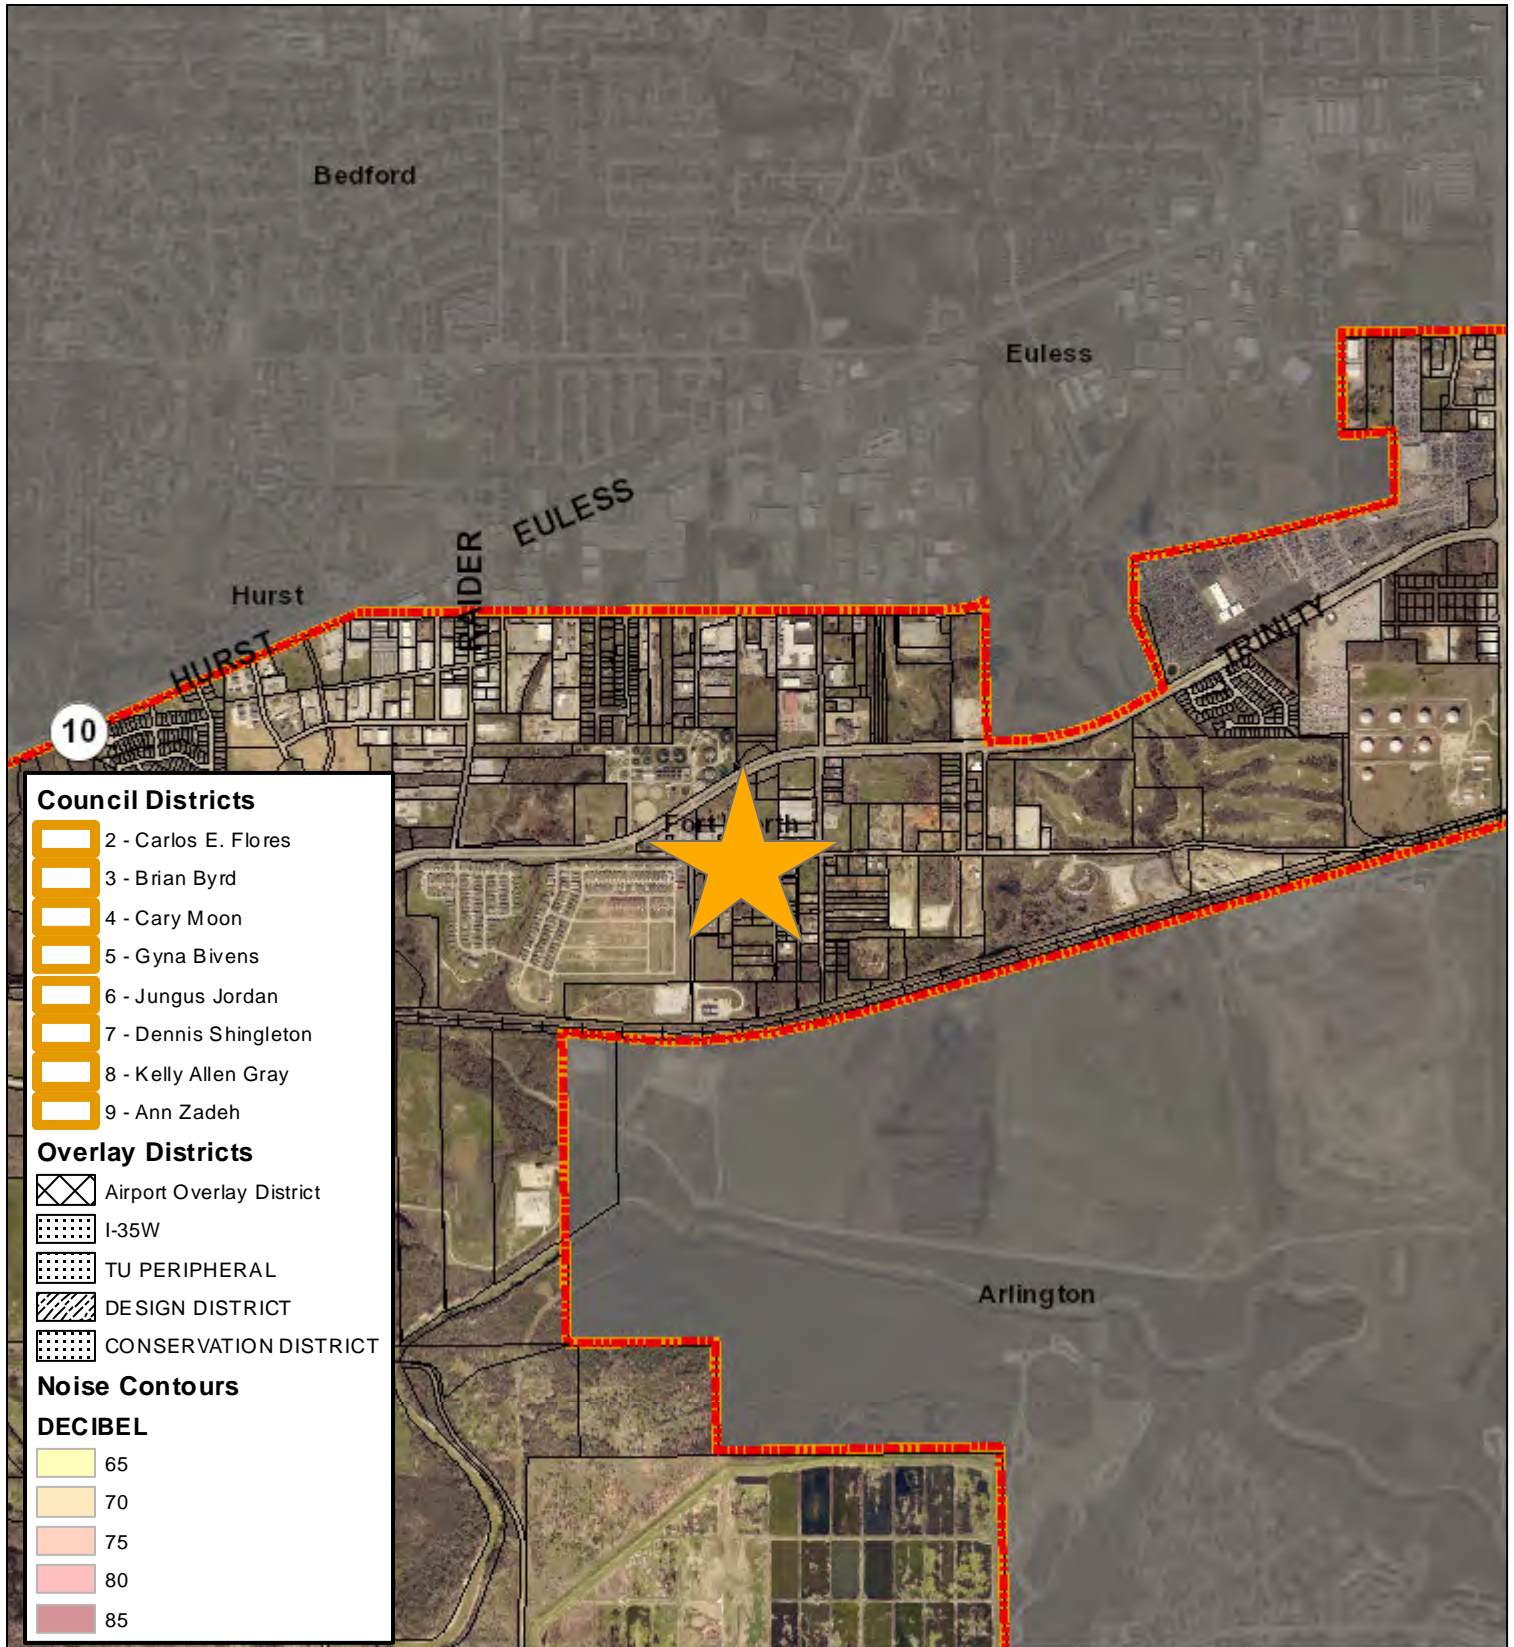 Bedford
Euless
EULESS
RAIDER
Hurst
HURST
TRINITY
10
Fort Worth
Arlington
Council Districts
2 - Carlos E. Flores
3 - Brian Byrd
4 - Cary Moon
5 - Gyna Bivens
6 - Jungus Jordan
7 - Dennis Shingleton
8 - Kelly Allen Gray
9 - Ann Zadeh
Overlay Districts
Airport Overlay District
I-35W
TU PERIPHERAL
DESIGN DISTRICT
CONSERVATION DISTRICT
Noise Contours
DECIBEL
65
70
75
80
85